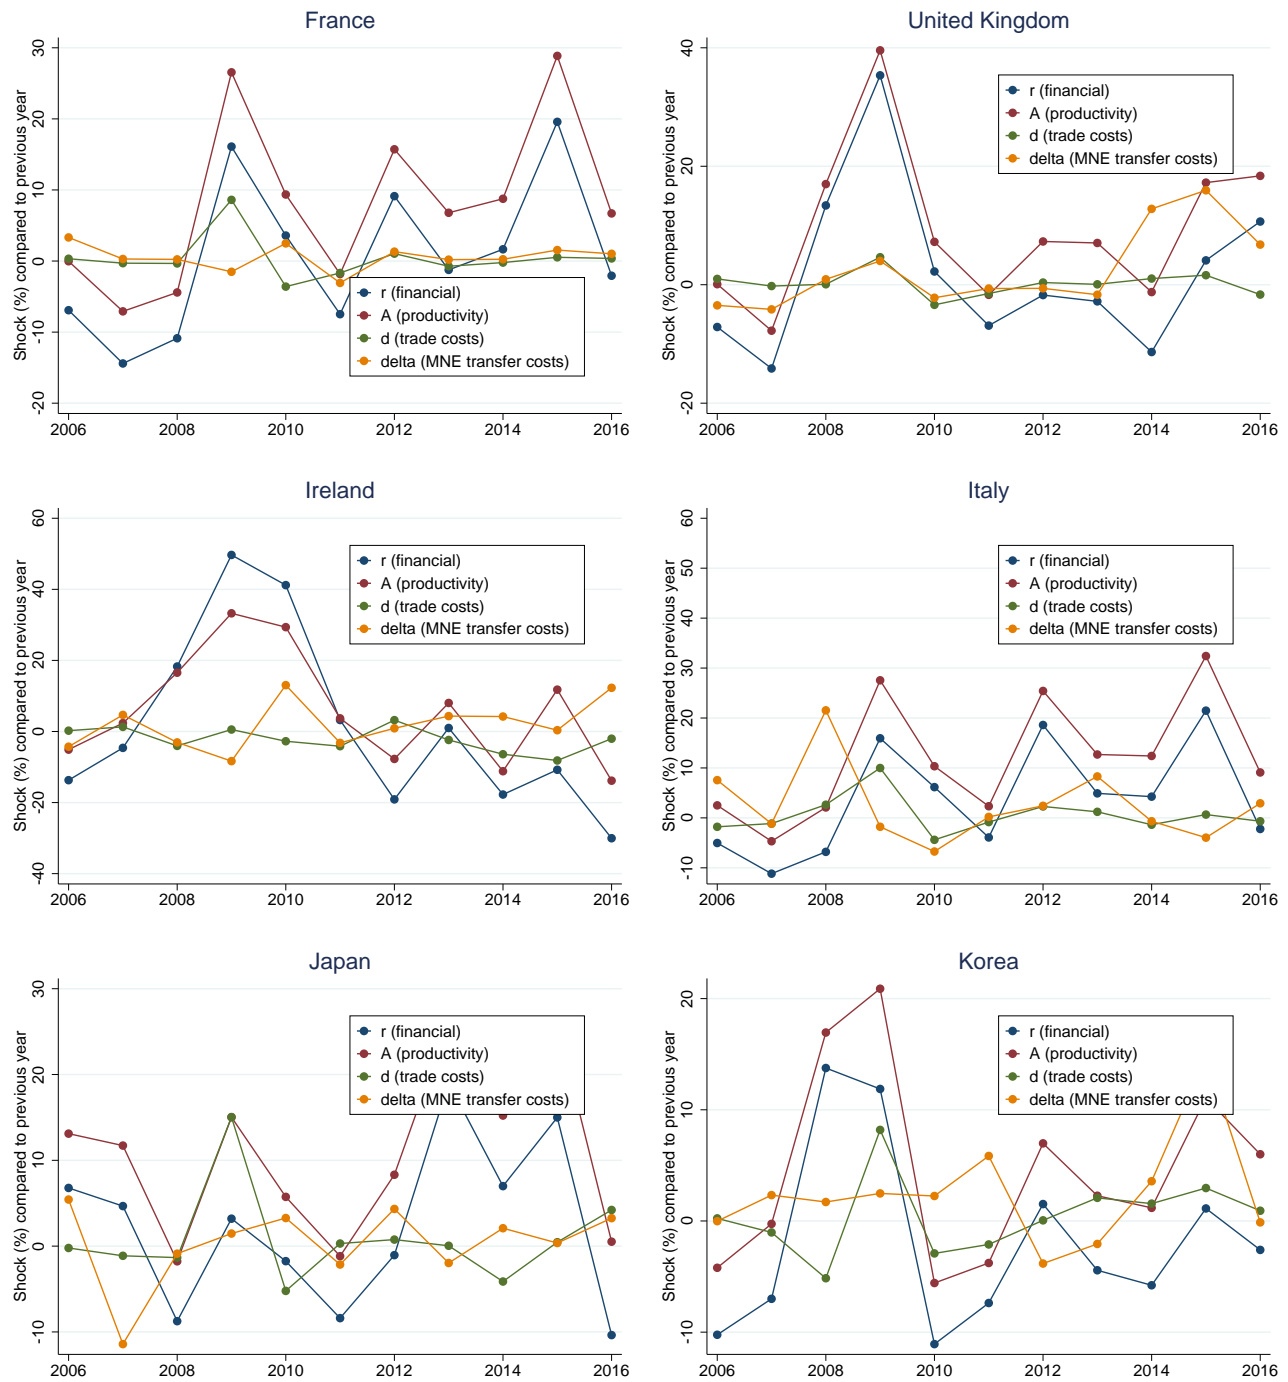 France
Shock (%) compared to previous year
30
20
10
0
-10
-20
r (financial)
A (productivity)
d (trade costs)
delta (MNE transfer costs)
2006 2008 2010 2012 2014 2016
United Kingdom
Shock (%) compared to previous year
40
20
0
-20
r (financial)
A (productivity)
d (trade costs)
delta (MNE transfer costs)
2006 2008 2010 2012 2014 2016
Ireland
Shock (%) compared to previous year
60
40
20
0
-20
-40
r (financial)
A (productivity)
d (trade costs)
delta (MNE transfer costs)
2006 2008 2010 2012 2014 2016
Italy
Shock (%) compared to previous year
60
50
40
30
20
10
0
-10
r (financial)
A (productivity)
d (trade costs)
delta (MNE transfer costs)
2006 2008 2010 2012 2014 2016
Japan
Shock (%) compared to previous year
30
20
10
0
-10
r (financial)
A (productivity)
d (trade costs)
delta (MNE transfer costs)
2006 2008 2010 2012 2014 2016
Korea
Shock (%) compared to previous year
20
10
0
-10
r (financial)
A (productivity)
d (trade costs)
delta (MNE transfer costs)
2006 2008 2010 2012 2014 2016